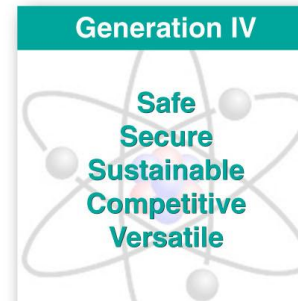 Generation IV
Safe
Secure
Sustainable
Competitive
Versatile